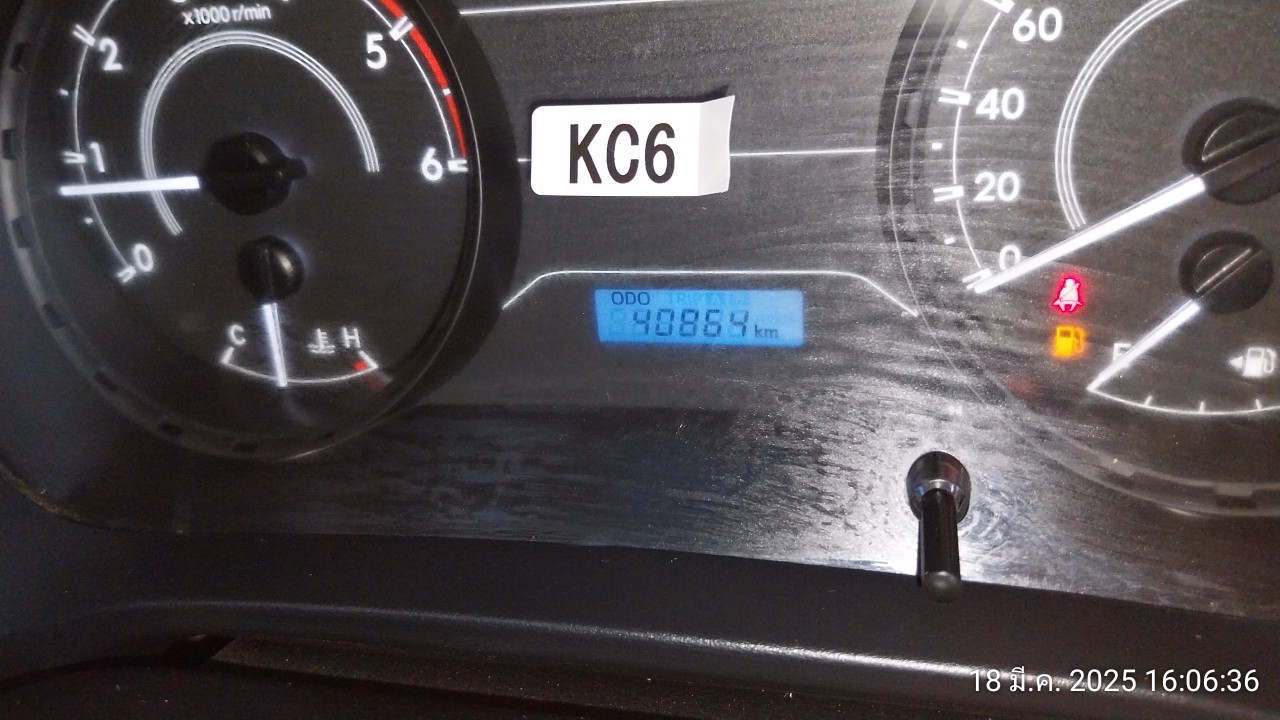 x1000 r/min
2
5
1
6
0
C
H
KC6
ODO
40864 km
60
40
20
0
18 มี.ค. 2025 16:06:36